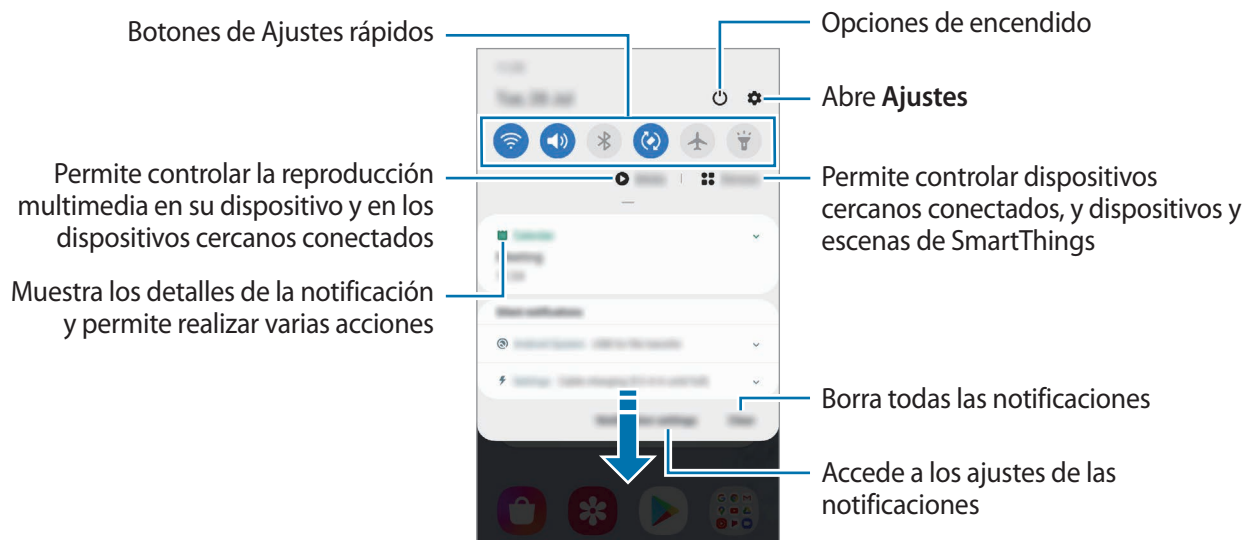 Botones de Ajustes rápidos
Opciones de encendido
Abre Ajustes
Permite controlar la reproducción
multimedia en su dispositivo y en los
dispositivos cercanos conectados
Permite controlar dispositivos
cercanos conectados, y dispositivos y
escenas de SmartThings
Muestra los detalles de la notificación
y permite realizar varias acciones
Borra todas las notificaciones
Accede a los ajustes de las
notificaciones